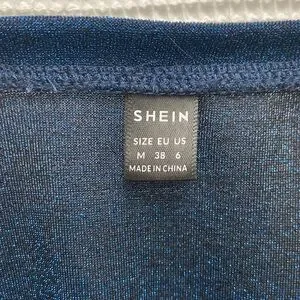 SHEIN
SIZE EU US
M 38 6
MADE IN CHINA